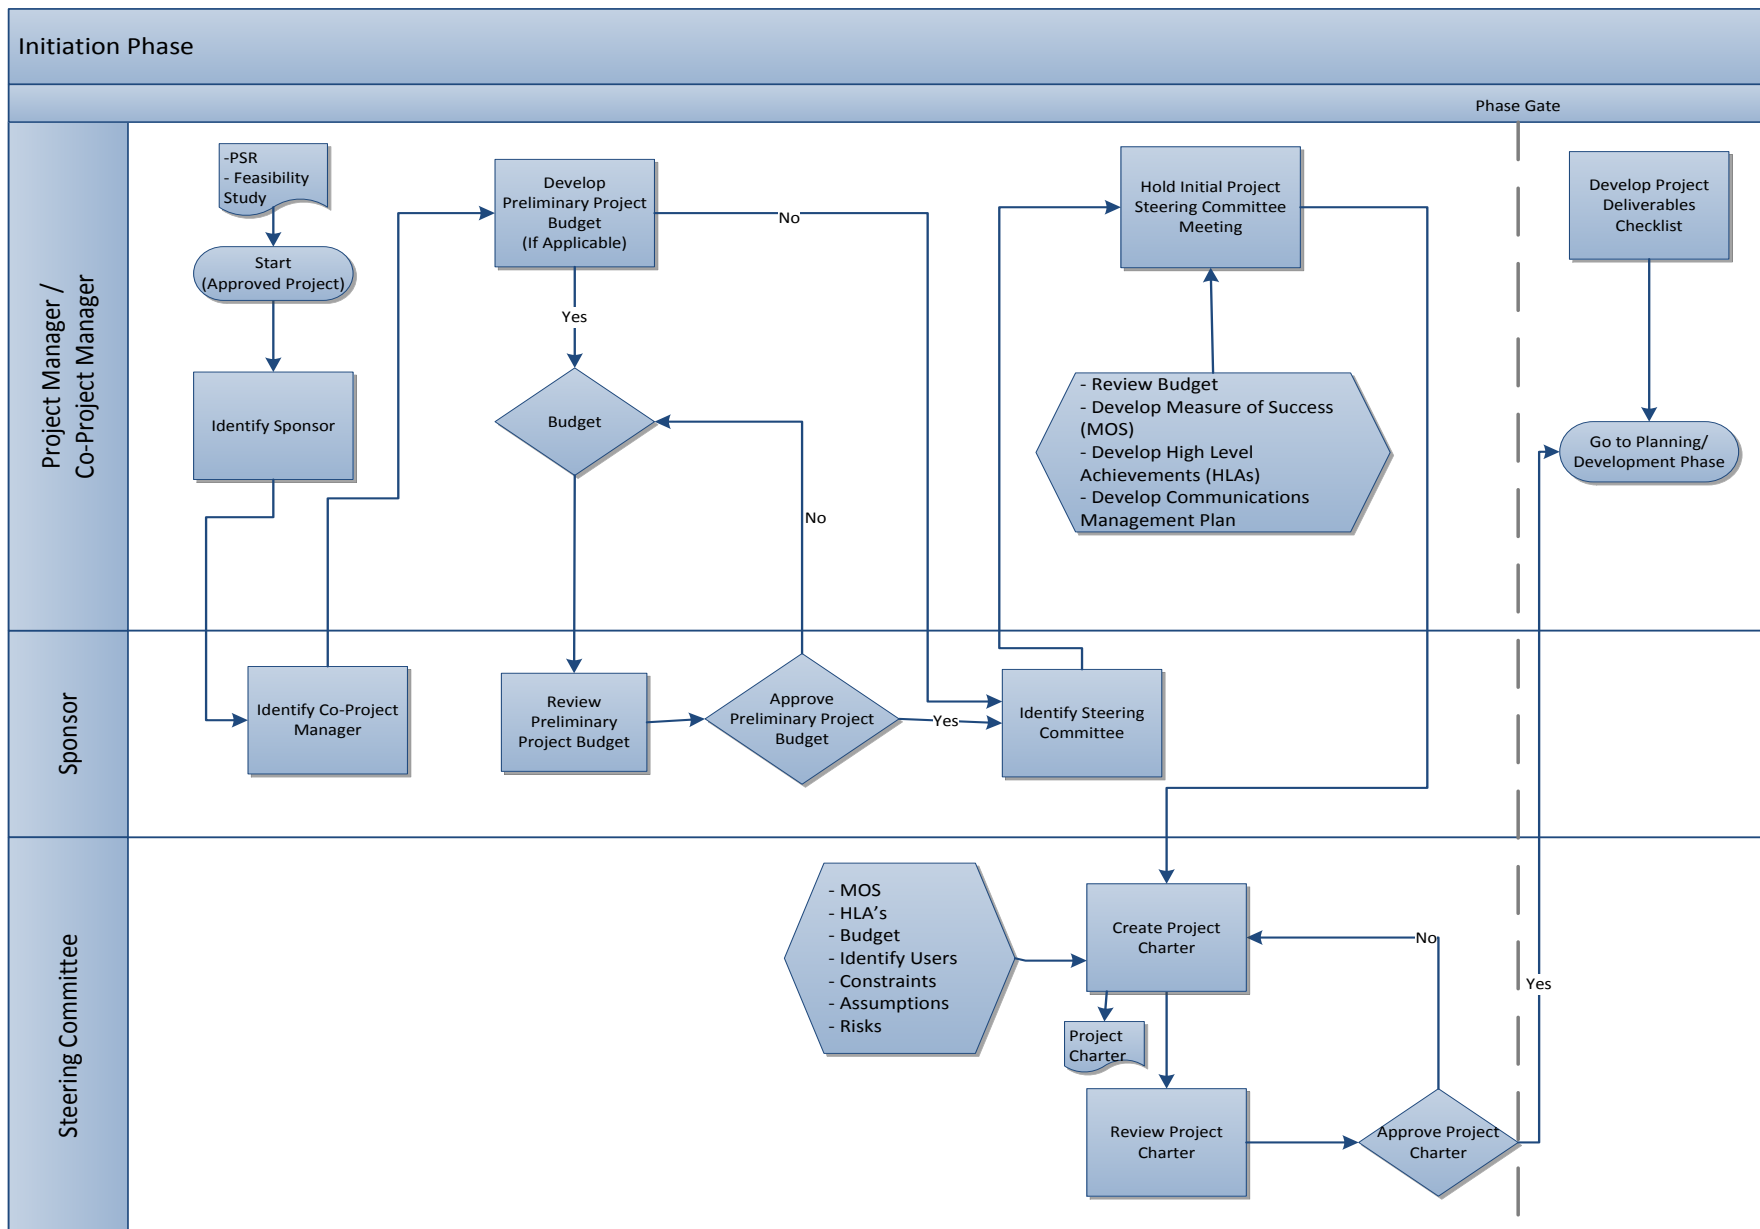 Initiation Phase
Phase Gate
Project Manager /
Co-Project Manager
-PSR
- Feasibility
Study
Start
(Approved Project)
Identify Sponsor
Develop
Preliminary Project
Budget
(If Applicable)
No
Yes
Budget
No
Hold Initial Project
Steering Committee
Meeting
- Review Budget
- Develop Measure of Success
(MOS)
- Develop High Level
Achievements (HLAs)
- Develop Communications
Management Plan
Develop Project
Deliverables
Checklist
Go to Planning/
Development Phase
Sponsor
Identify Co-Project
Manager
Review
Preliminary
Project Budget
Approve
Preliminary Project
Budget
Yes
Identify Steering
Committee
Steering Committee
- MOS
- HLA's
- Budget
- Identify Users
- Constraints
- Assumptions
- Risks
Create Project
Charter
No
Yes
Project
Charter
Review Project
Charter
Approve Project
Charter